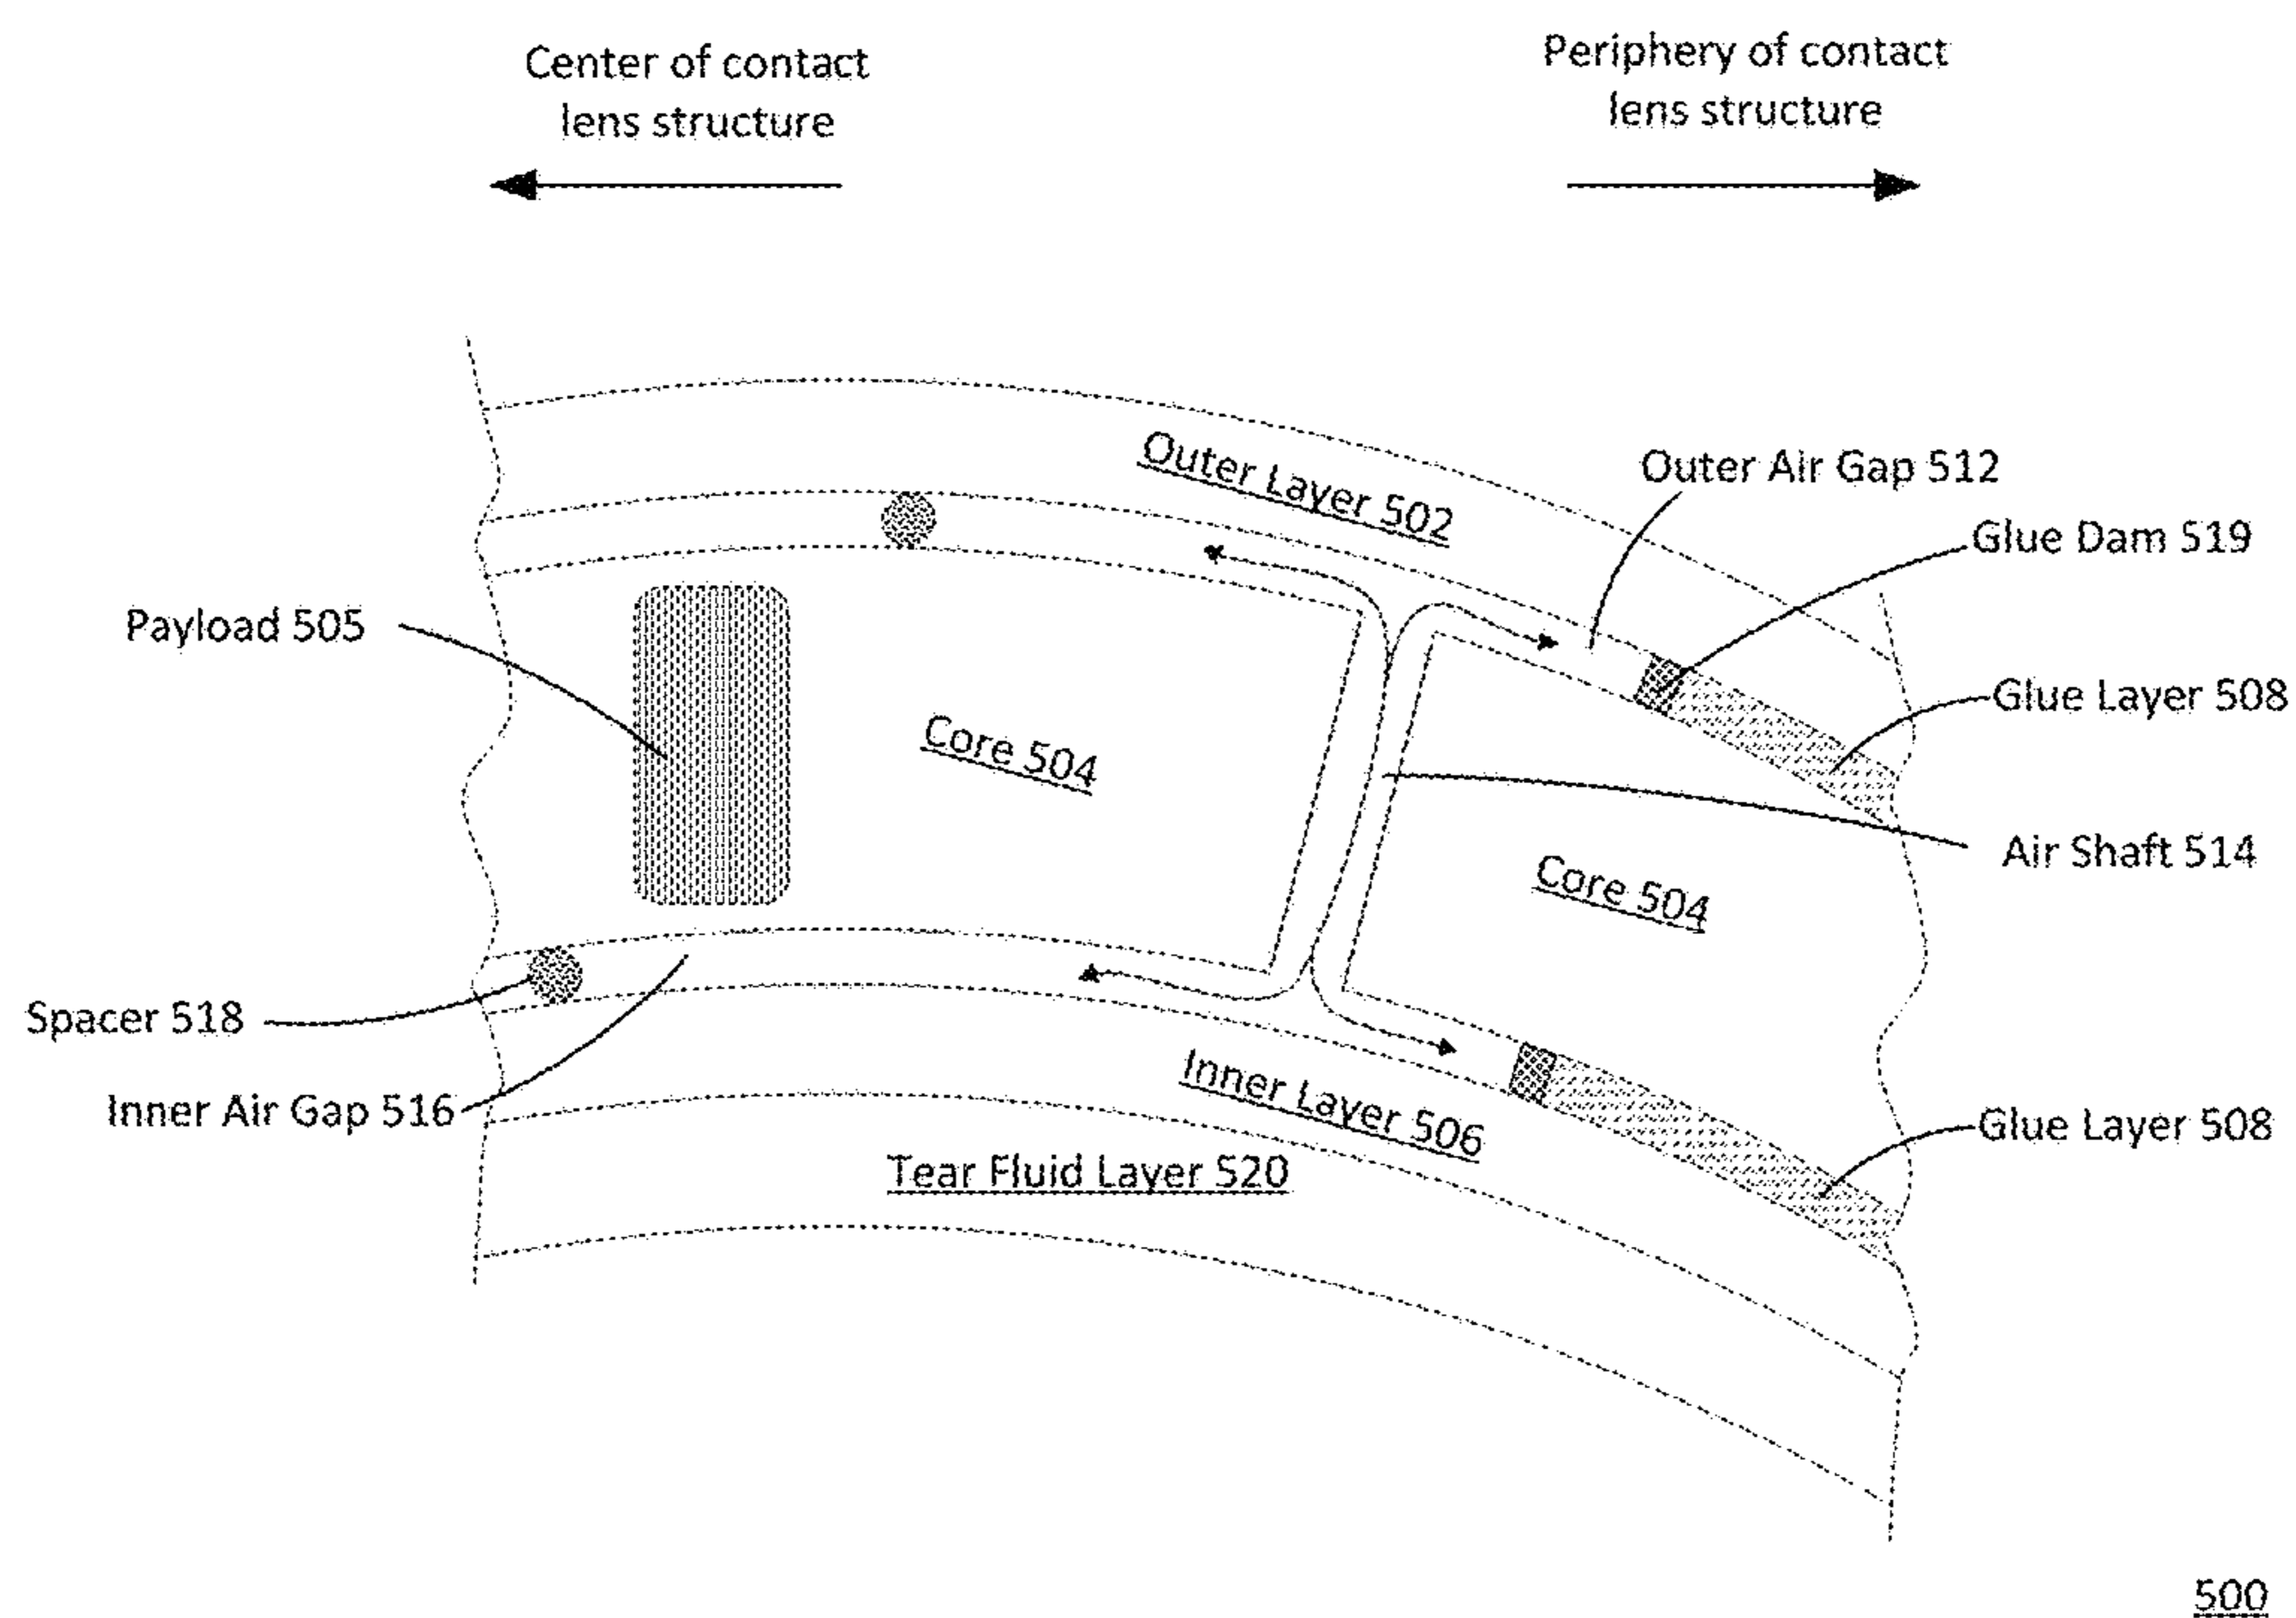 Center of contact
lens structure
Periphery of contact
lens structure
Outer Layer 502
Outer Air Gap 512
Glue Dam 519
Payload 505
Glue Layer 508
Core 504
Air Shaft 514
Core 504
Spacer 518
Inner Air Gap 516
Inner Layer 506
Glue Layer 508
Tear Fluid Layer 520
500